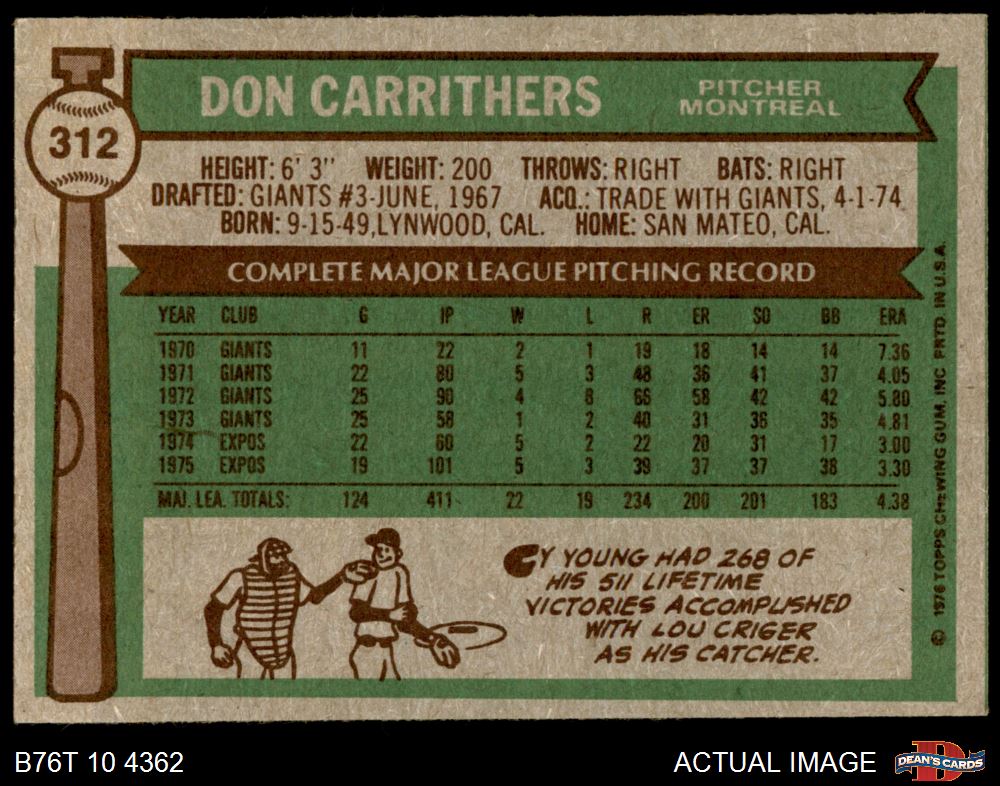 312
DON CARRITHERS
PITCHER
MONTREAL
HEIGHT: 6' 3" WEIGHT: 200 THROWS: RIGHT BATS: RIGHT
DRAFTED: GIANTS #3-JUNE, 1967 ACQ.: TRADE WITH GIANTS, 4-1-74
BORN: 9-15-49, LYNWOOD, CAL. HOME: SAN MATEO, CAL.
COMPLETE MAJOR LEAGUE PITCHING RECORD
YEAR CLUB G IP W L R ER SO BB ERA
1970 GIANTS 11 22 2 1 19 18 14 14 7.36
1971 GIANTS 22 80 5 3 48 36 41 37 4.05
1972 GIANTS 25 90 4 8 66 58 42 42 5.80
1973 GIANTS 25 58 1 2 40 31 36 35 4.81
1974 EXPOS 22 60 5 2 22 20 31 17 3.00
1975 EXPOS 19 101 5 3 39 37 37 38 3.30
MAJ. LEA. TOTALS: 124 411 22 19 234 200 201 183 4.38
CY YOUNG HAD 268 OF
HIS 511 LIFETIME
VICTORIES ACCOMPLISHED
WITH LOU CRIGER
AS HIS CATCHER.
© 1976 TOPPS CHEWING GUM, INC PRTD. IN U.S.A.
B76T 10 4362
ACTUAL IMAGE
D
DEAN'S CARDS